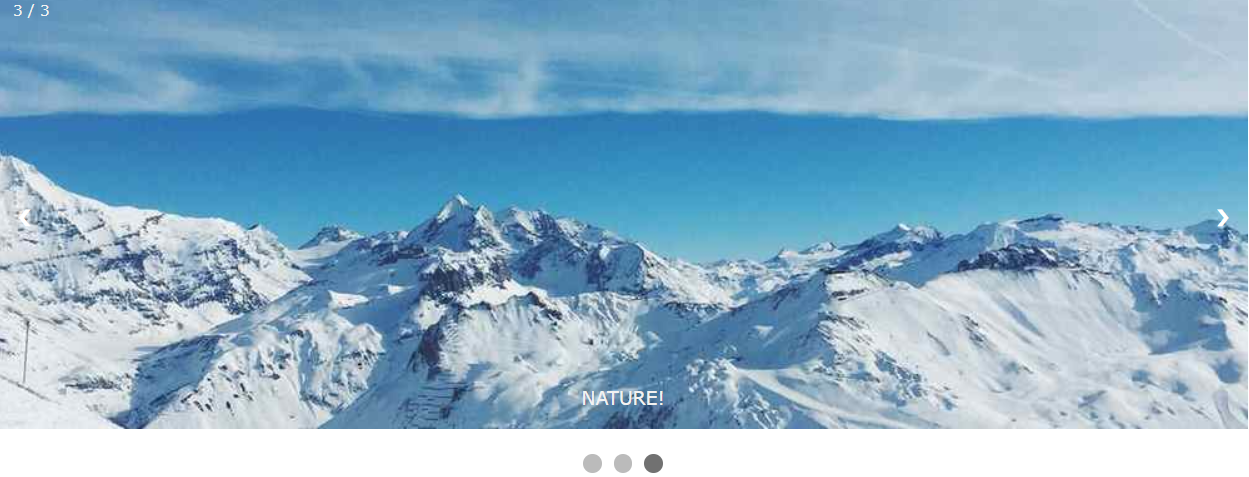 3 / 3
❮
❯
NATURE!